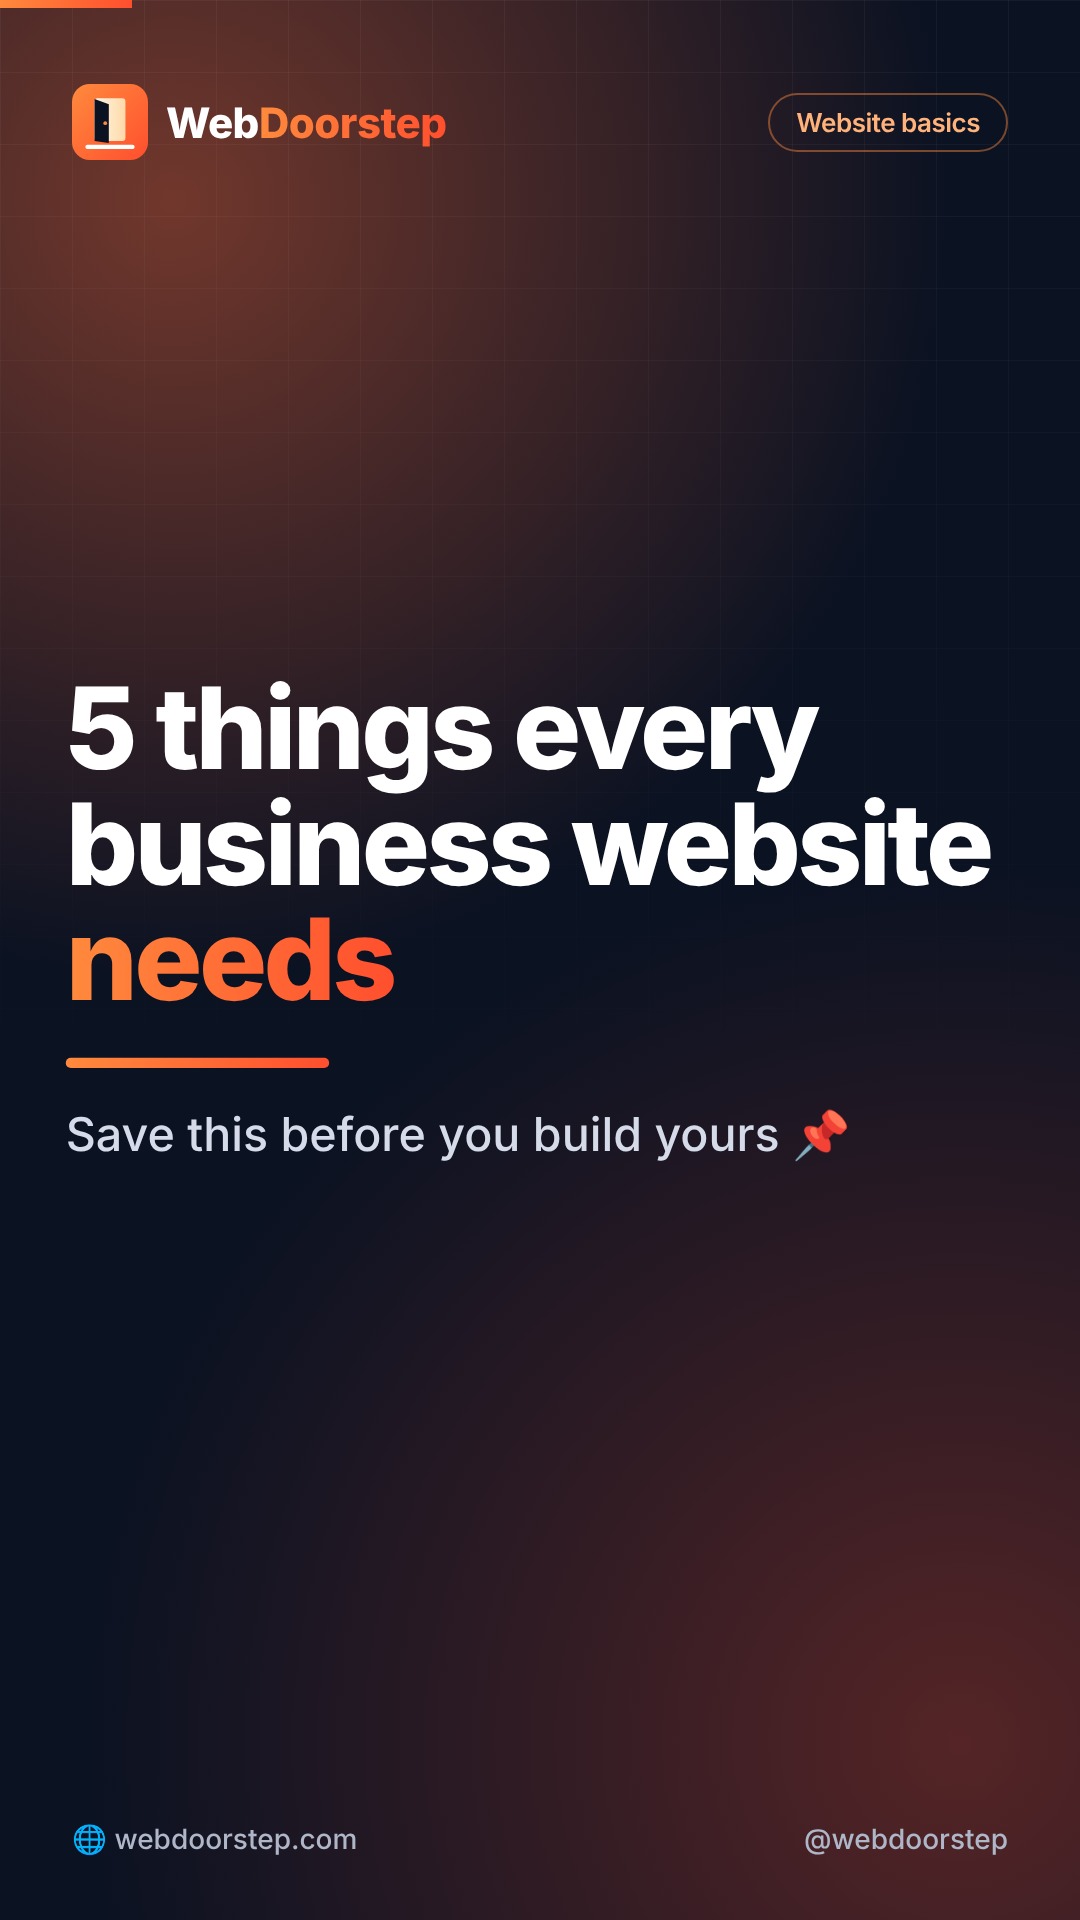 WebDoorstep
Website basics
5 things every
business website
needs
Save this before you build yours 📌
🌐 webdoorstep.com
@webdoorstep